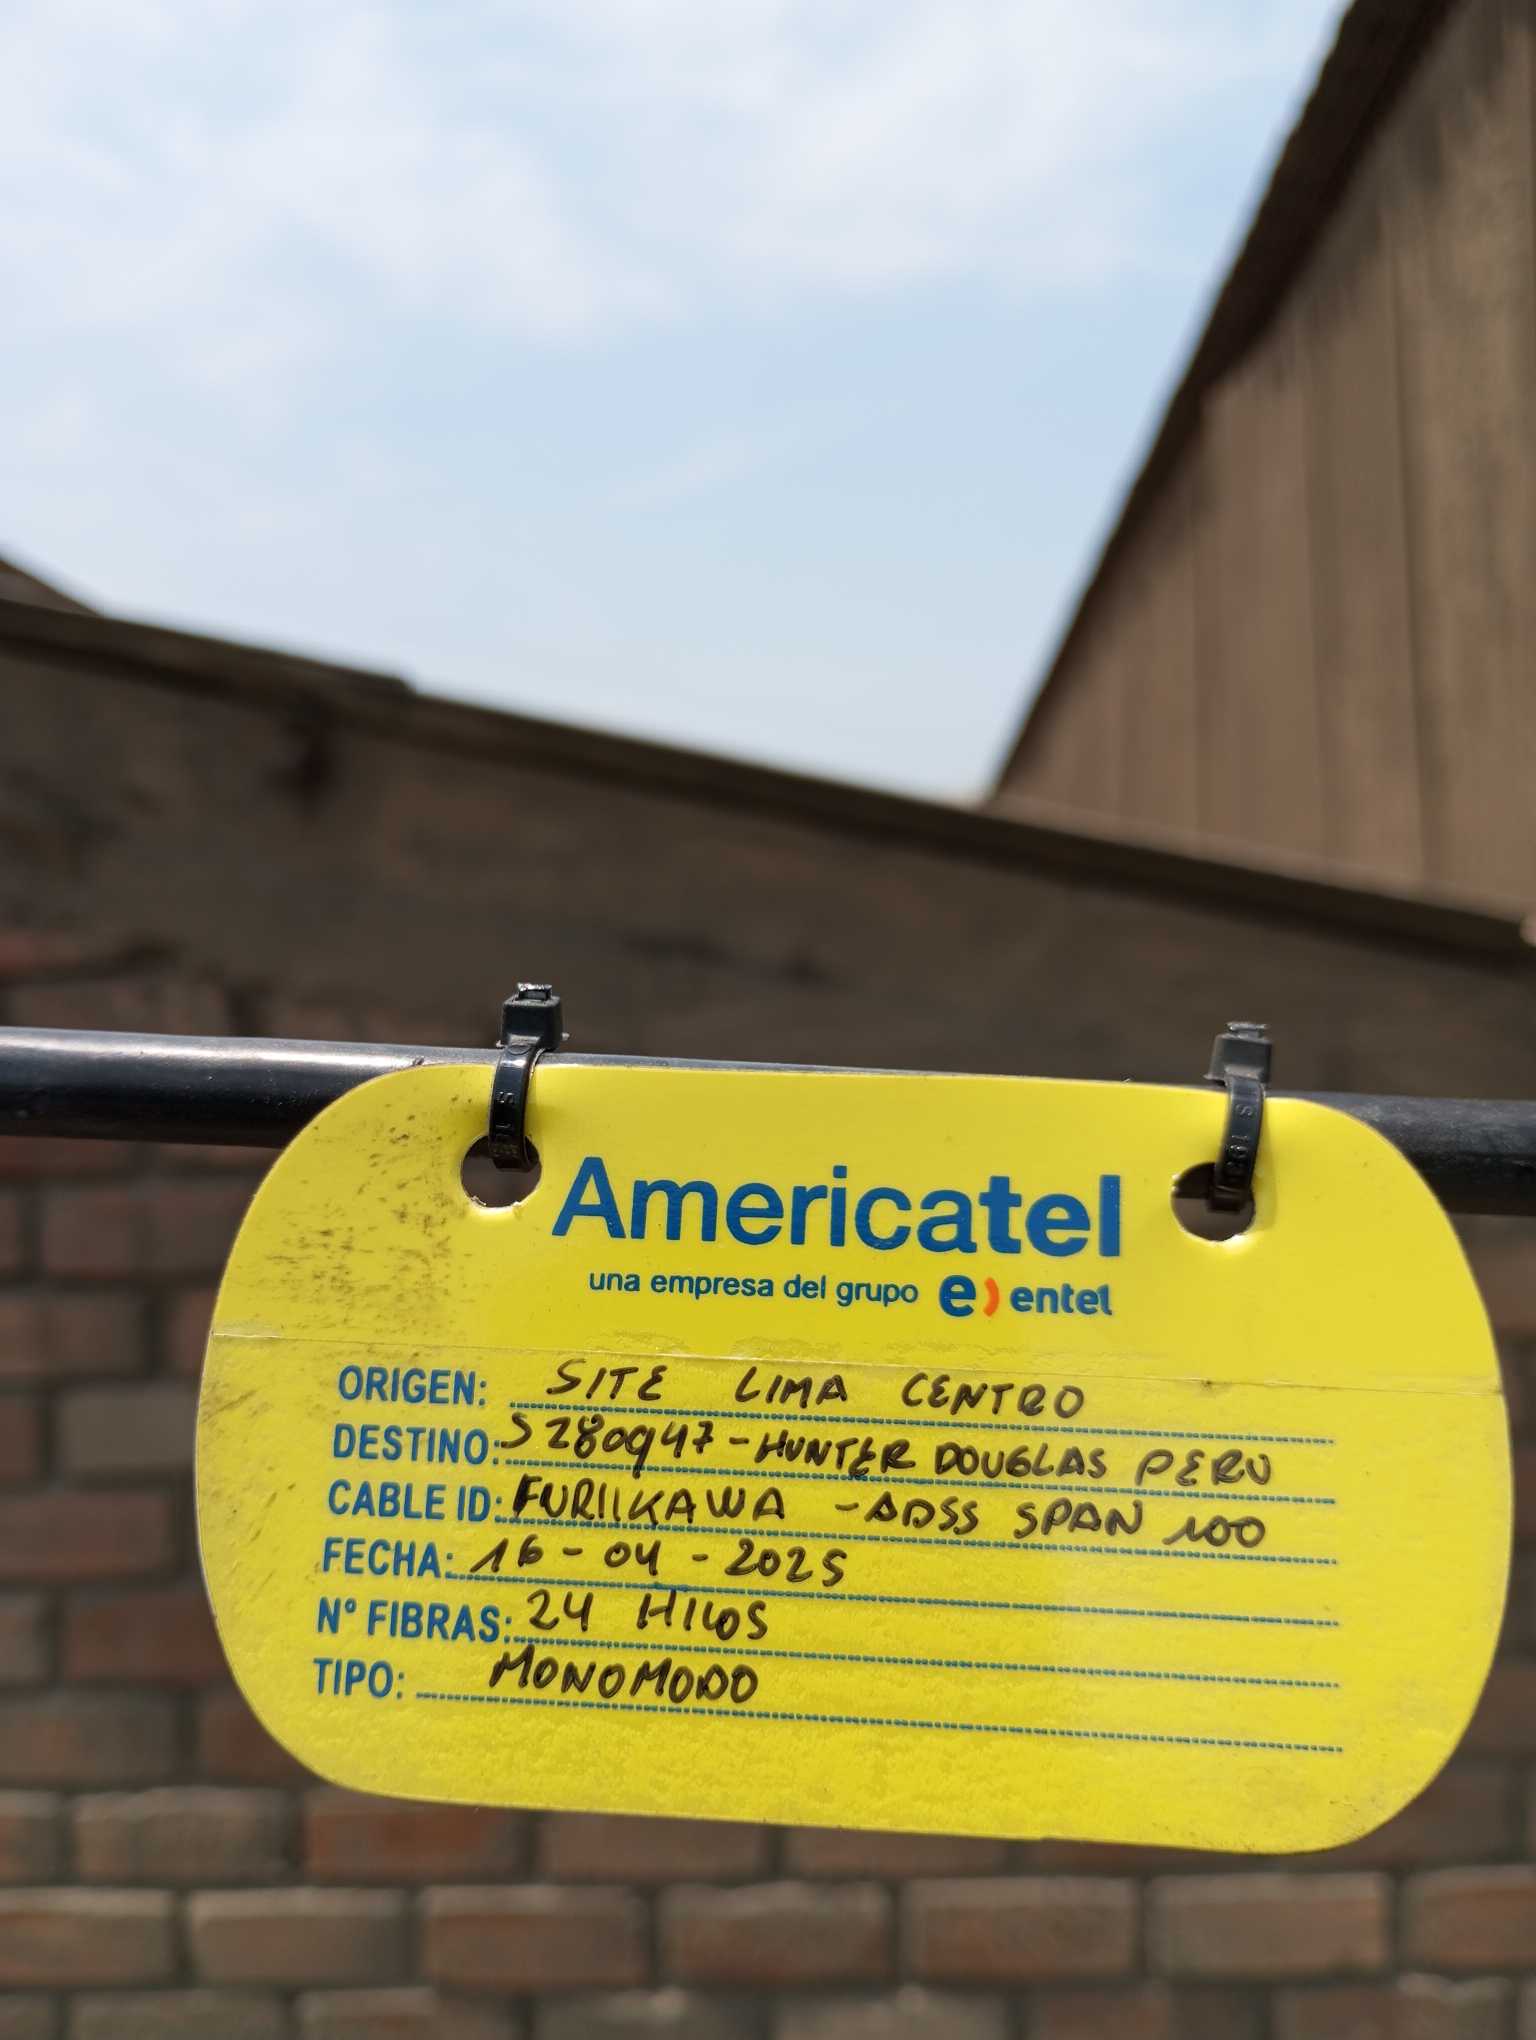 Americatel
una empresa del grupo e) entel
ORIGEN: SITE LIMA CENTRO
DESTINO: S280947-HUNTER DOUGLAS PERU
CABLE ID: FURIIKAWA - ADSS SPAN 100
FECHA: 16-04-2025
N° FIBRAS: 24 HILOS
TIPO: MONOMODO